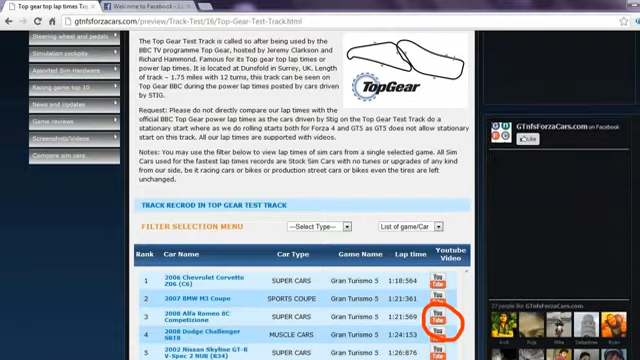 Top gear top lap times To
Welcome to Facebook - L
gtnfsforzacars.com/preview/Track-Test/16/Top-Gear-Test-Track.html
Steering wheel and pedals
Simulation cockpits
Assorted Sim Hardware
Racing game top 10
News and Updates
Game reviews
Screenshots/Videos
Compare sim cars
The Top Gear Test Track is called so after being used by the
BBC TV programme Top Gear, hosted by Jeremy Clarkson and
Richard Hammond. Famous for its Top gear top lap times or
power lap times. It is located at Dunsfold in Surrey, UK. Length
of track - 1.75 miles with 12 turns, this track can be seen on
Top Gear BBC during the power lap times posted by cars driven
by STIG.
TopGear
Request: Please do not directly compare our lap times with the
official BBC Top Gear power lap times as the cars driven by Stig on the Top Gear Test Track do a
stationary start where as we do rolling starts both for Forza 4 and GT5 as GT5 does not allow stationary
start on this track. All our lap times are supported with videos.
Notes: You may use the filter below to view lap times of sim cars from a single selected game. All Sim
Cars used for the fastest lap times records are Stock Sim Cars with no tunes or upgrades of any kind
from our side, be it racing cars or bikes or production street cars or bikes even the tires are left
unchanged.
TRACK RECROD IN TOP GEAR TEST TRACK
FILTER SELECTION MENU
---Select Type---
List of game/Car
Rank Car Name Car Type Game Name Lap time Youtube Video
1 2006 Chevrolet Corvette Z06 (C6) SUPER CARS Gran Turismo 5 1:18:564 You Tube
2 2007 BMW M3 Coupe SPORTS COUPE Gran Turismo 5 1:21:361 You Tube
3 2008 Alfa Romeo 8C Competizione SUPER CARS Gran Turismo 5 1:21:569 You Tube
4 2008 Dodge Challenger SRT8 MUSCLE CARS Gran Turismo 5 1:24:153 You Tube
5 2002 Nissan Skyline GT-R V-Spec 2 NUR (R34) SUPER CARS Gran Turismo 5 1:26:876 You Tube
GTnfsForzaCars.com on Facebook
Like
27 people like GTnfsForzaCars.com